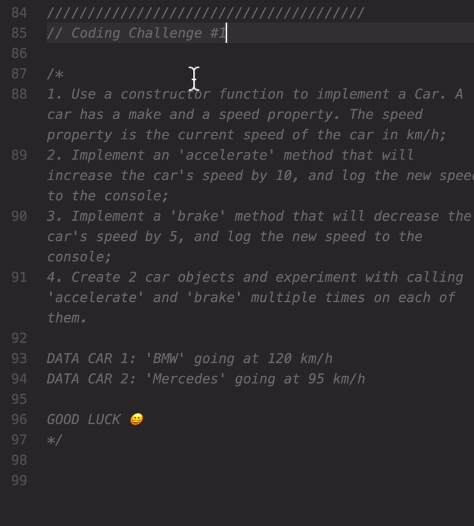 84 ///////////////////////////////////////
85 // Coding Challenge #1
86
87 /*
88 1. Use a constructor function to implement a Car. A
car has a make and a speed property. The speed
property is the current speed of the car in km/h;
89 2. Implement an 'accelerate' method that will
increase the car's speed by 10, and log the new spee
to the console;
90 3. Implement a 'brake' method that will decrease the
car's speed by 5, and log the new speed to the
console;
91 4. Create 2 car objects and experiment with calling
'accelerate' and 'brake' multiple times on each of
them.
92
93 DATA CAR 1: 'BMW' going at 120 km/h
94 DATA CAR 2: 'Mercedes' going at 95 km/h
95
96 GOOD LUCK 😀
97 */
98
99